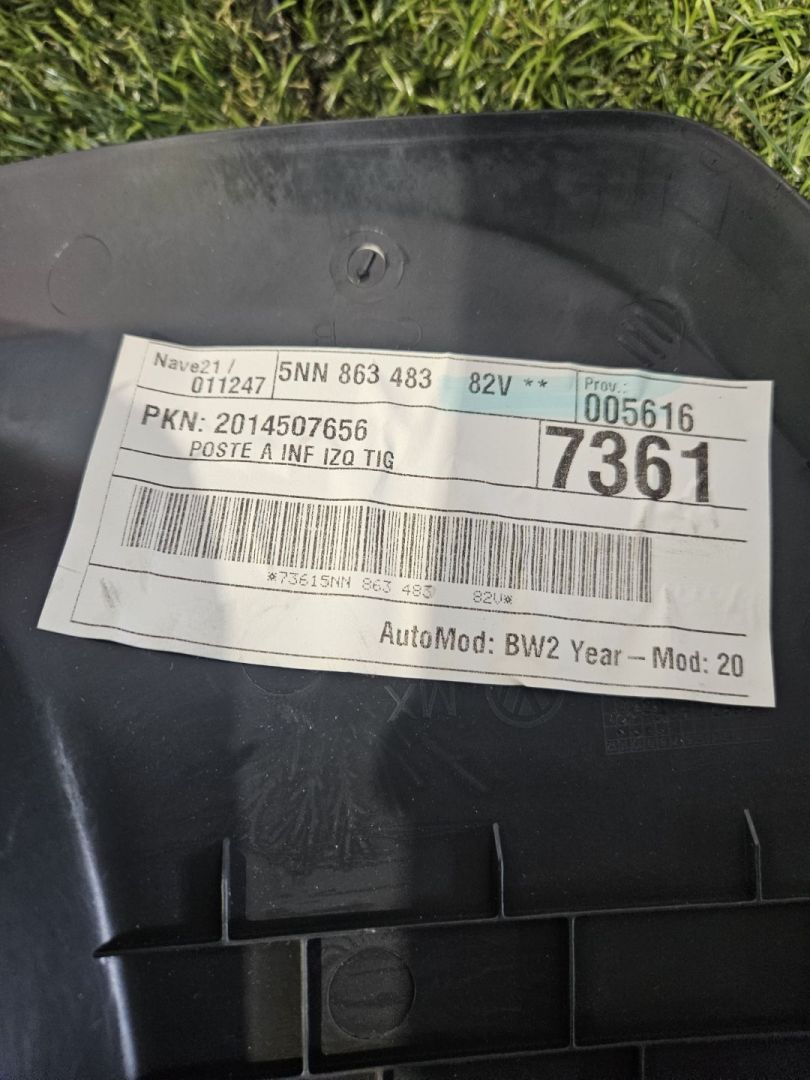 Nave21 /
011247
5NN 863 483 82V **
Prov.:
005616
PKN: 2014507656
POSTE A INF IZQ TIG
7361
*73615NN 863 483 82V*
AutoMod: BW2 Year - Mod: 20
MX